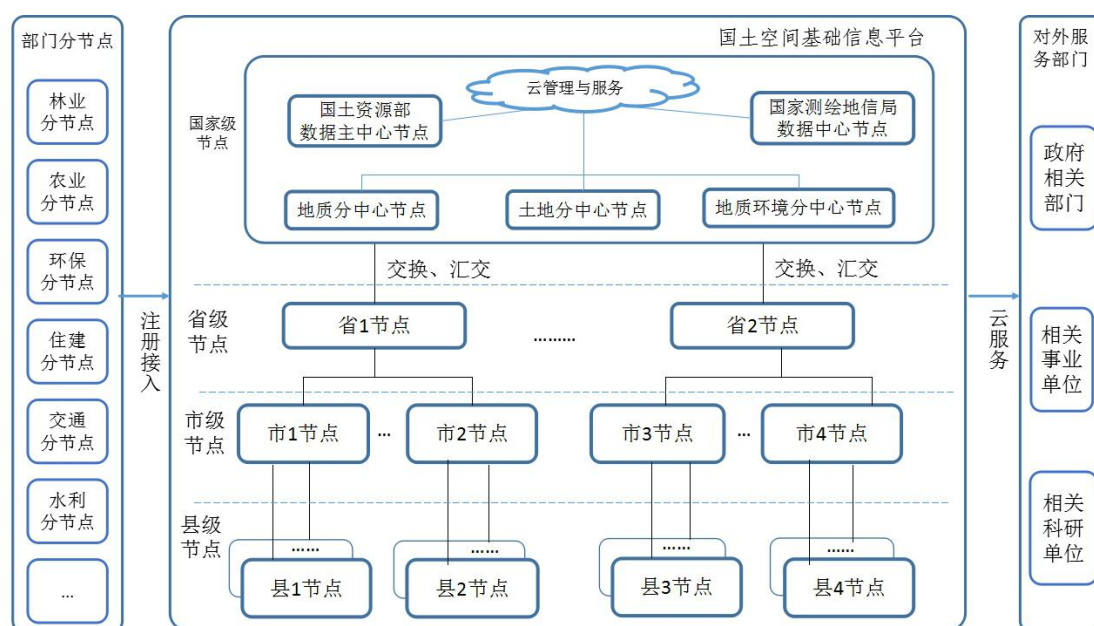 部门分节点
林业
分节点
农业
分节点
环保
分节点
住建
分节点
交通
分节点
水利
分节点
...
注册接入
国土空间基础信息平台
国家级
节点
云管理与服务
国土资源部
数据主中心节点
国家测绘地信局
数据中心节点
地质分中心节点
土地分中心节点
地质环境分中心节点
交换、汇交
交换、汇交
省级
节点
省1节点
………
省2节点
市级
节点
市1节点
...
市2节点
市3节点
...
市4节点
县级
节点
……
县1节点
……
县2节点
……
县3节点
……
县4节点
云服务
对外服
务部门
政府
相关
部门
相关
事业
单位
相关
科研
单位